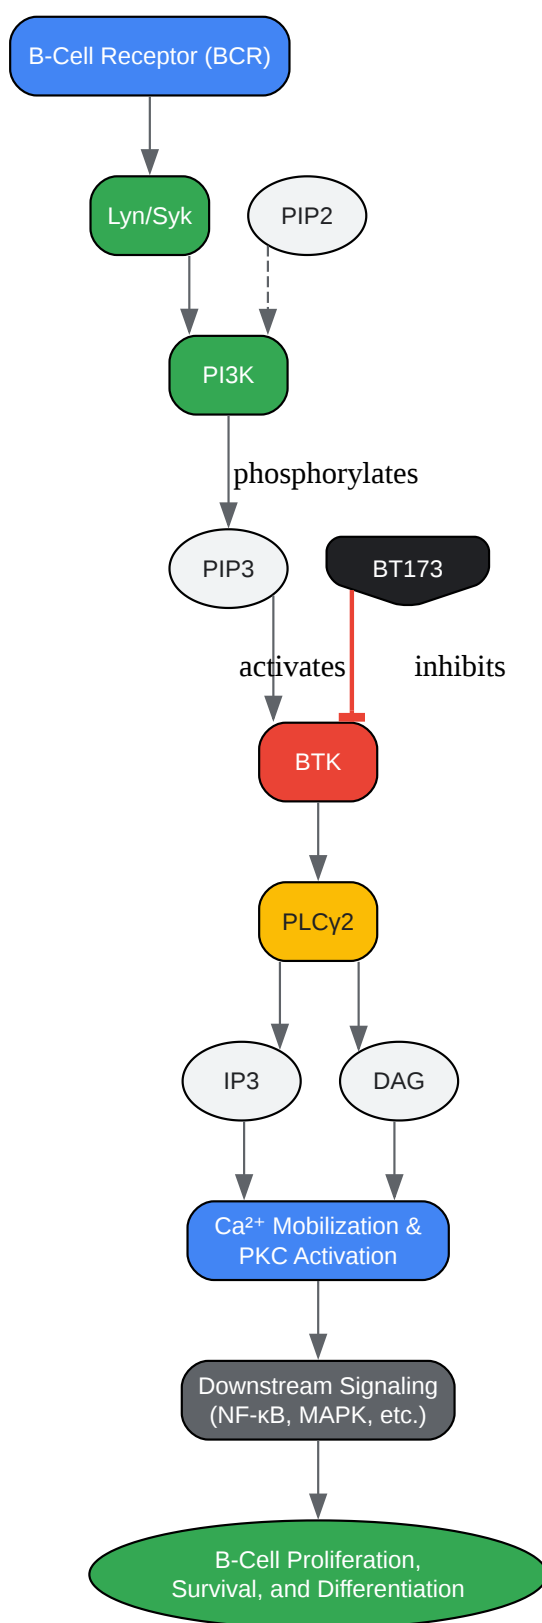 B-Cell Receptor (BCR)
Lyn/Syk
PIP2
PI3K
phosphorylates
PIP3
BT173
activates
inhibits
BTK
PLCγ2
IP3
DAG
Ca²⁺ Mobilization &
PKC Activation
Downstream Signaling
(NF-κB, MAPK, etc.)
B-Cell Proliferation,
Survival, and Differentiation